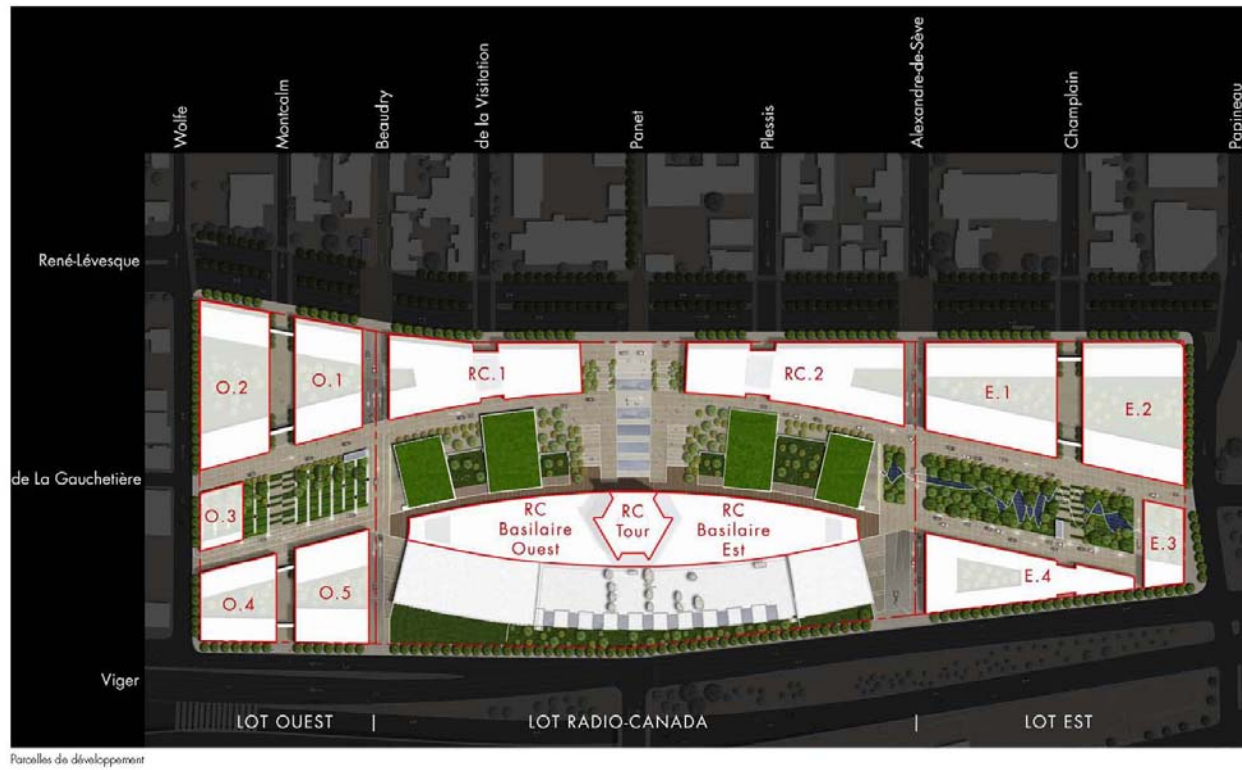 Wolfe
Montcalm
Beaudry
de la Visitation
Panet
Plessis
Alexandre-de-Sève
Champlain
Papineau
René-Lévesque
O.2
O.1
RC.1
RC.2
E.1
E.2
de La Gauchetière
O.3
RC
Basilaire
Ouest
RC
Tour
RC
Basilaire
Est
E.3
O.4
O.5
E.4
Viger
LOT OUEST
LOT RADIO-CANADA
LOT EST
Parcelles de développement